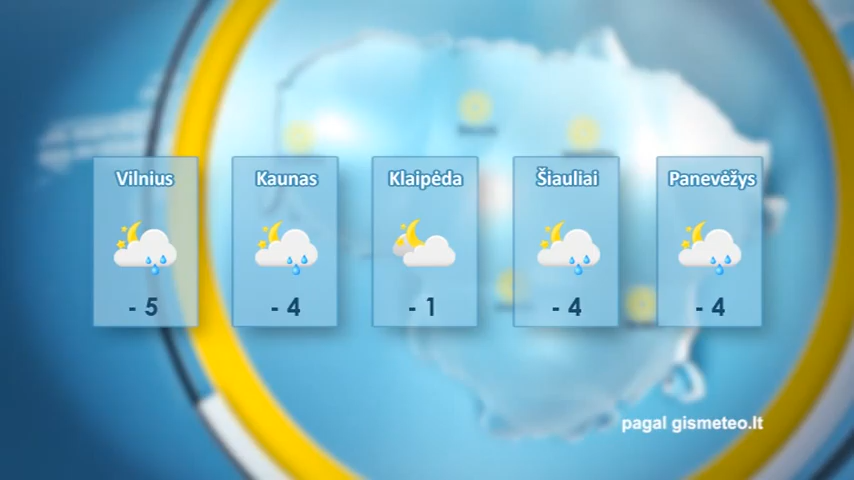 Vilnius
- 5
Kaunas
- 4
Klaipėda
- 1
Šiauliai
- 4
Panevėžys
- 4
pagal gismeteo.lt